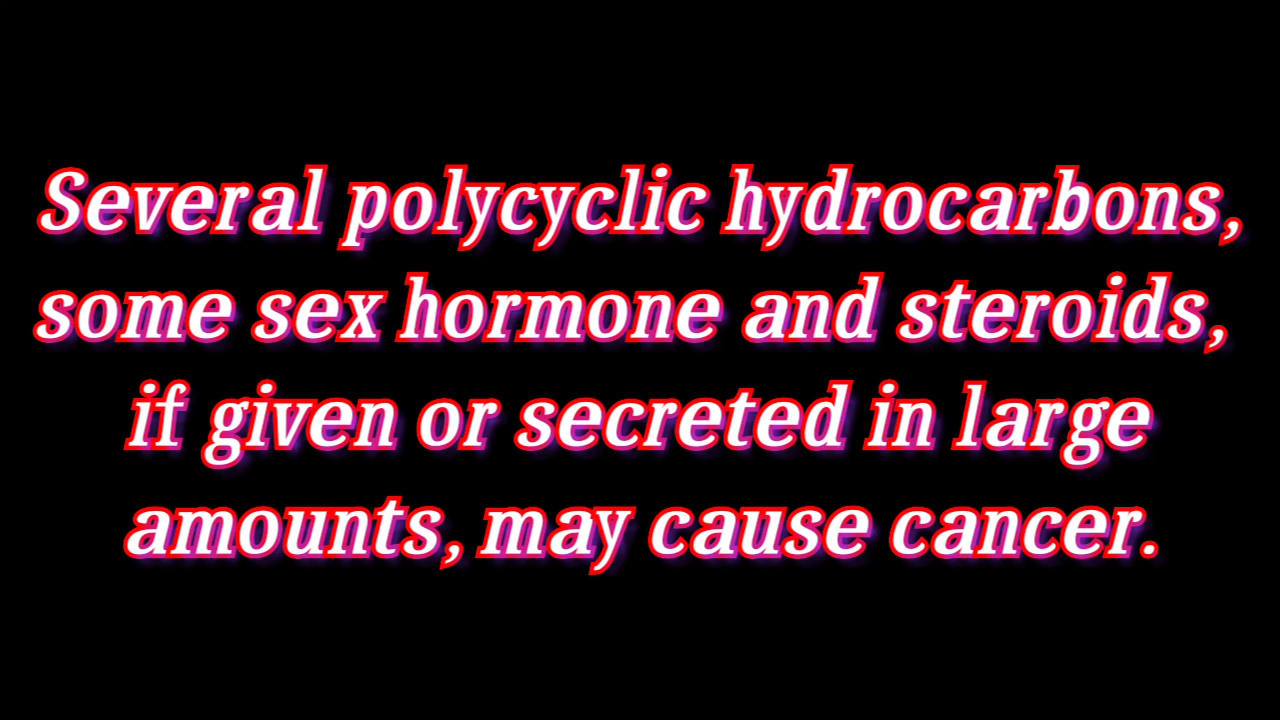 Several polycyclic hydrocarbons,
some sex hormone and steroids,
if given or secreted in large
amounts, may cause cancer.